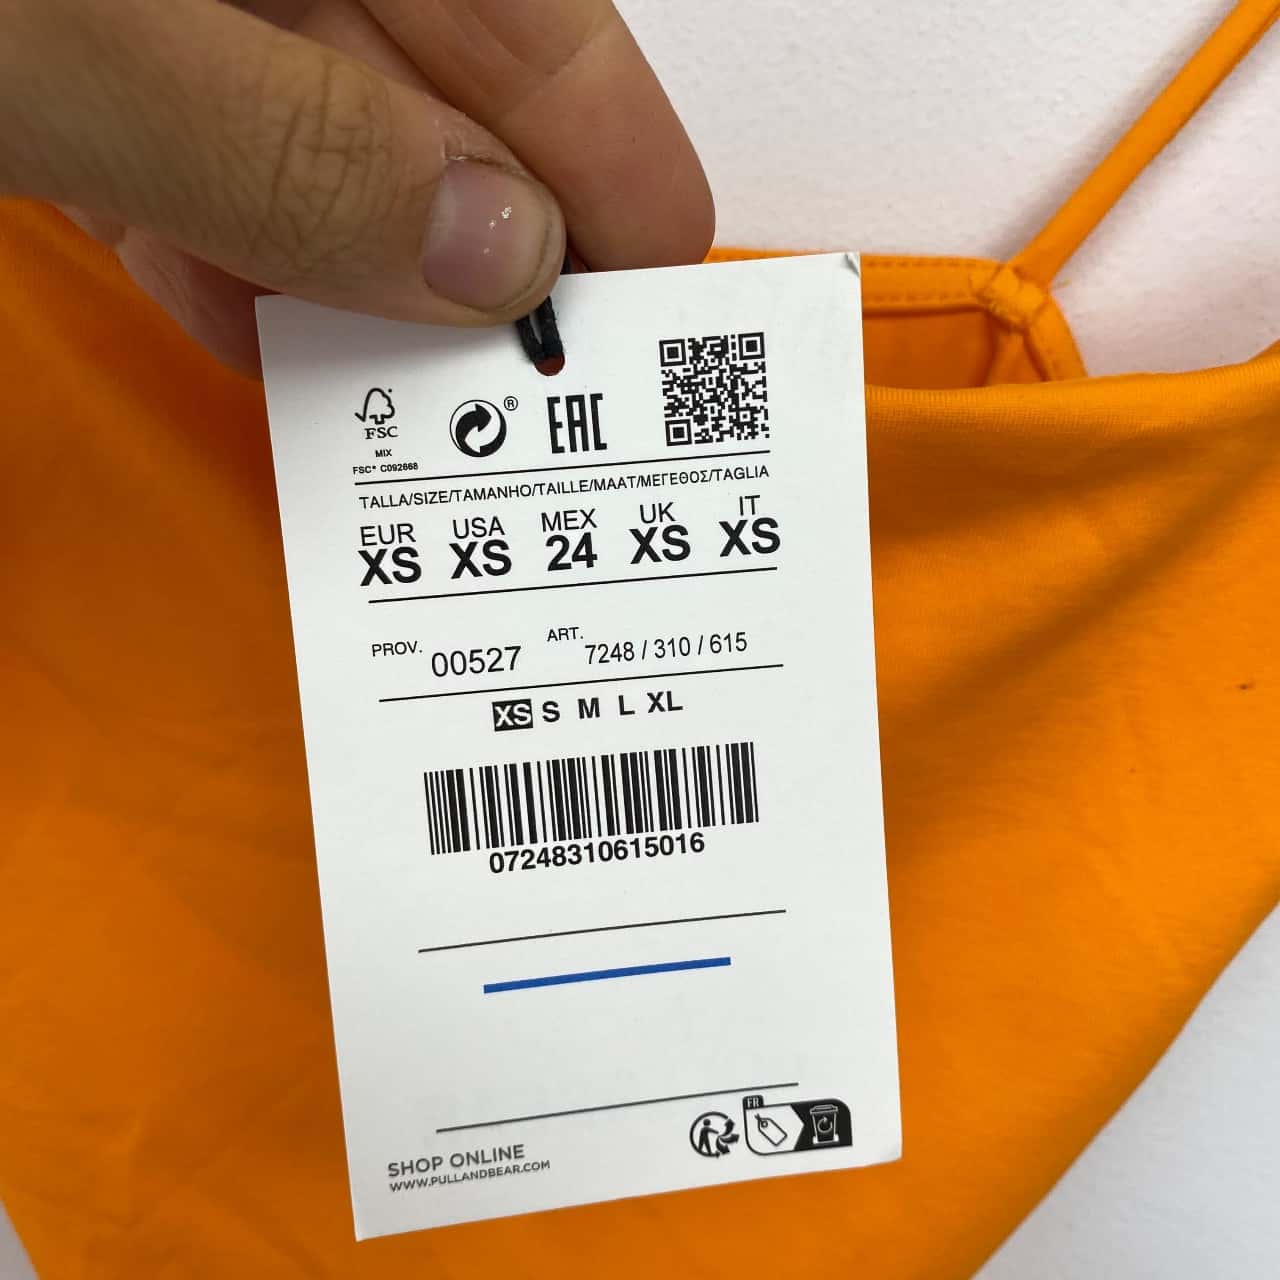 FSC
MIX
FSC® C092668
®
EAC
TALLA/SIZE/TAMANHO/TAILLE/MAAT/ΜΕΓΕΘΟΣ/TAGLIA
EUR USA MEX UK IT
XS XS 24 XS XS
PROV. 00527 ART. 7248 / 310 / 615
XS S M L XL
07248310615016
FR
SHOP ONLINE
WWW.PULLANDBEAR.COM